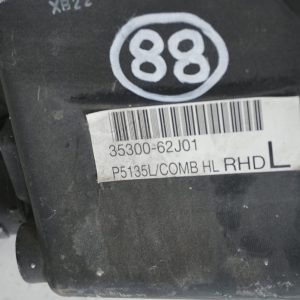 XB22
88
35300-62J01
P5135L/COMB HL RHD L